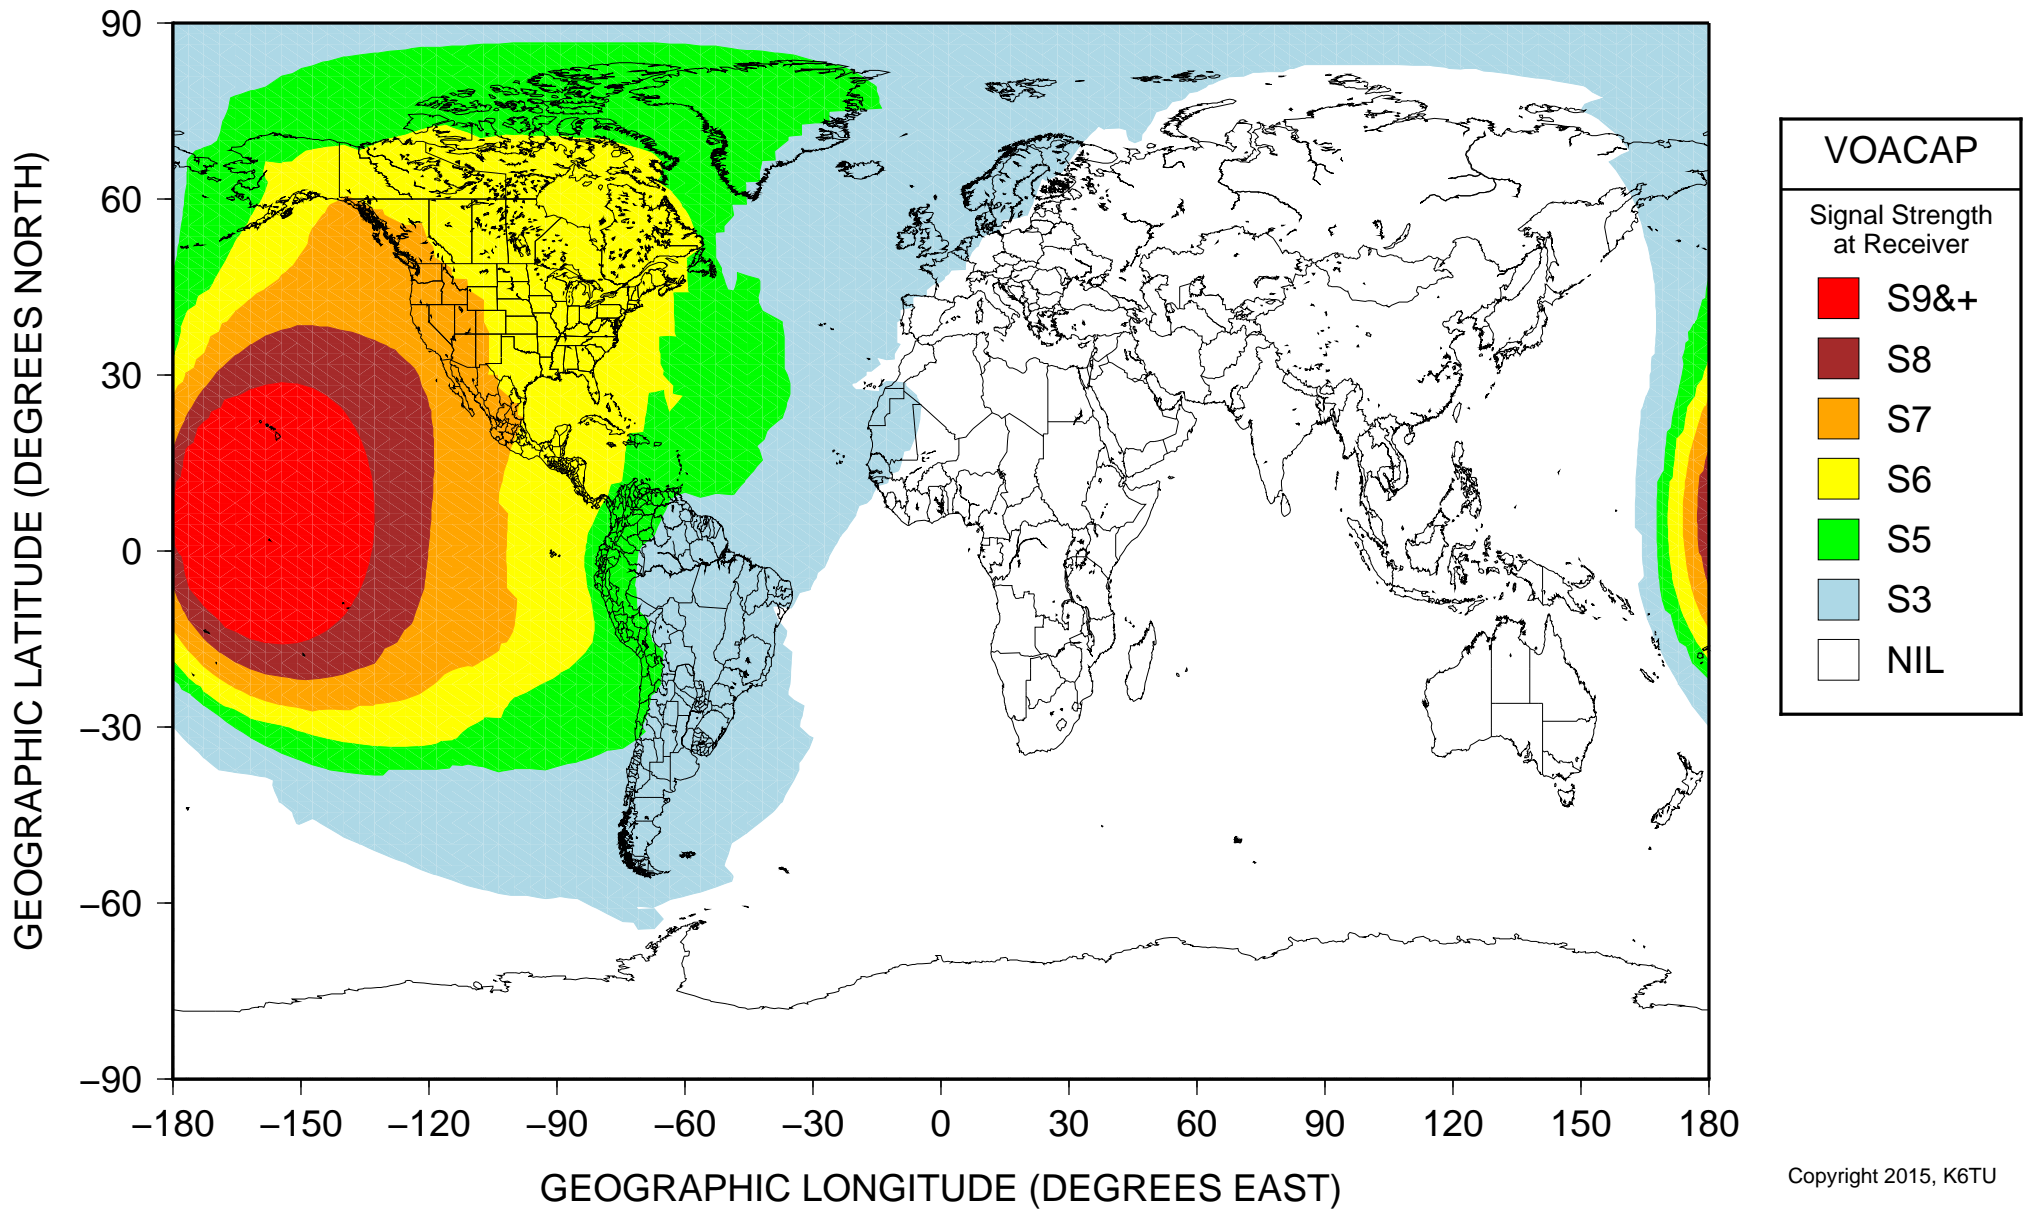 90
60
30
0
−30
−60
−90
GEOGRAPHIC LATITUDE (DEGREES NORTH)
−180 −150 −120 −90 −60 −30 0 30 60 90 120 150 180
GEOGRAPHIC LONGITUDE (DEGREES EAST)
VOACAP
Signal Strength
at Receiver
S9&+
S8
S7
S6
S5
S3
NIL
Copyright 2015, K6TU